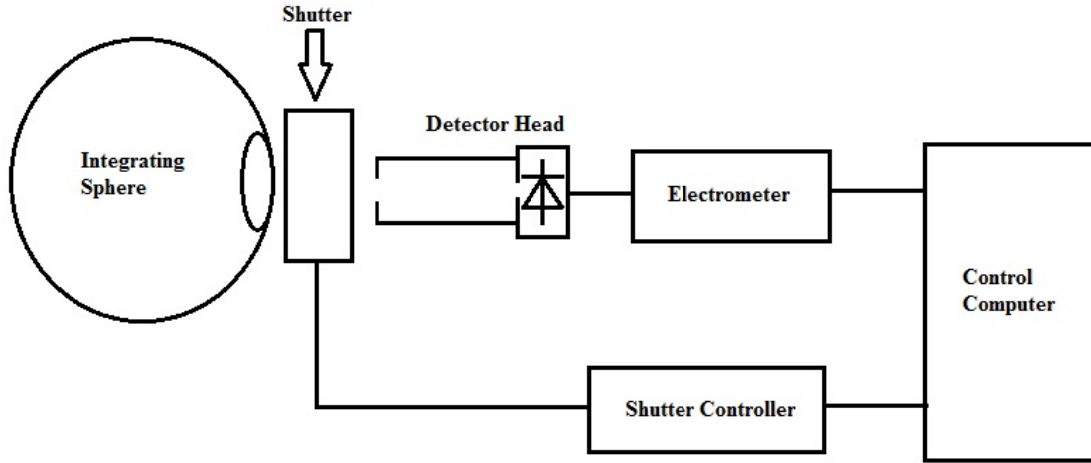 Shutter
Detector Head
Integrating
Sphere
Electrometer
Control
Computer
Shutter Controller